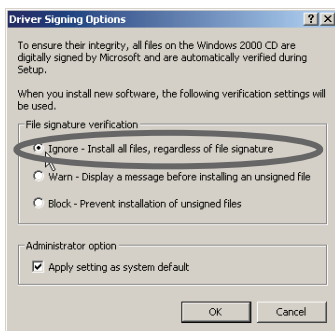 Driver Signing Options
To ensure their integrity, all files on the Windows 2000 CD are
digitally signed by Microsoft and are automatically verified during
Setup.
When you install new software, the following verification settings will
be used.
File signature verification
Ignore - Install all files, regardless of file signature
Warn - Display a message before installing an unsigned file
Block - Prevent installation of unsigned files
Administrator option
Apply setting as system default
OK Cancel